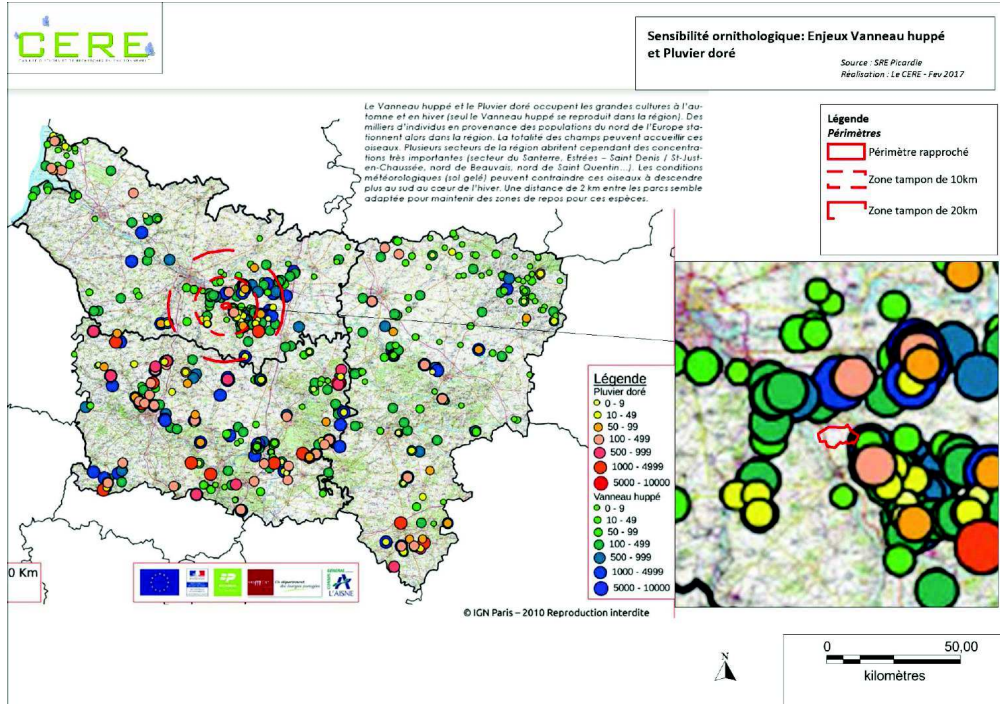 CERE
Sensibilité ornithologique: Enjeux Vanneau huppé
et Pluvier doré
Source : SRE Picardie
Réalisation : Le CERE - Fev 2017
Le Vanneau huppé et le Pluvier doré occupent les grandes cultures à l'au-
tomne et en hiver (seul le Vanneau huppé se reproduit dans la région). Des
milliers d'individus en provenance des populations du nord de l'Europe sta-
tionnent alors dans la région. La totalité des champs peuvent accueillir ces
oiseaux. Plusieurs secteurs de la région abritent cependant des concentra-
tions très importantes (secteur du Santerre, Estrées – Saint Denis / St-Just-
en-Chaussée, nord de Beauvais, nord de Saint Quentin...). Les conditions
météorologiques (sol gelé) peuvent contraindre ces oiseaux à descendre
plus au sud au cœur de l'hiver. Une distance de 2 km entre les parcs semble
adaptée pour maintenir des zones de repos pour ces espèces.
Légende
Périmètres
Périmètre rapproché
Zone tampon de 10km
Zone tampon de 20km
Légende
Pluvier doré
0 - 9
10 - 49
50 - 99
100 - 499
500 - 999
1000 - 4999
5000 - 10000
Vanneau huppé
0 - 9
10 - 49
50 - 99
100 - 499
500 - 999
1000 - 4999
5000 - 10000
0 Km
L'AISNE
© IGN Paris – 2010 Reproduction interdite
N
0 50,00
kilomètres